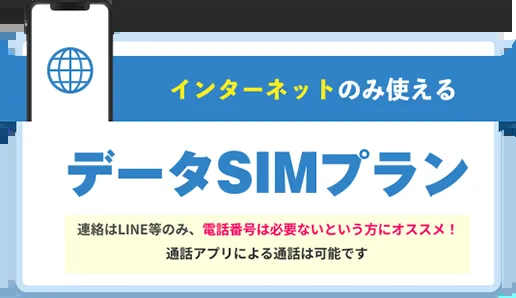 インターネットのみ使える
データSIMプラン
連絡はLINE等のみ、電話番号は必要ないという方にオススメ！
通話アプリによる通話は可能です